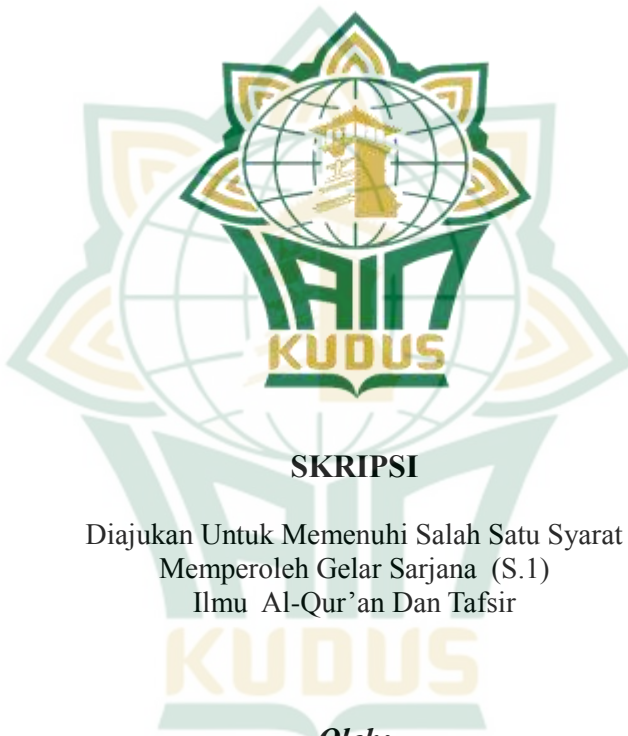 IAIN
KUDUS
SKRIPSI
Diajukan Untuk Memenuhi Salah Satu Syarat
Memperoleh Gelar Sarjana (S.1)
Ilmu Al-Qur’an Dan Tafsir
KUDUS